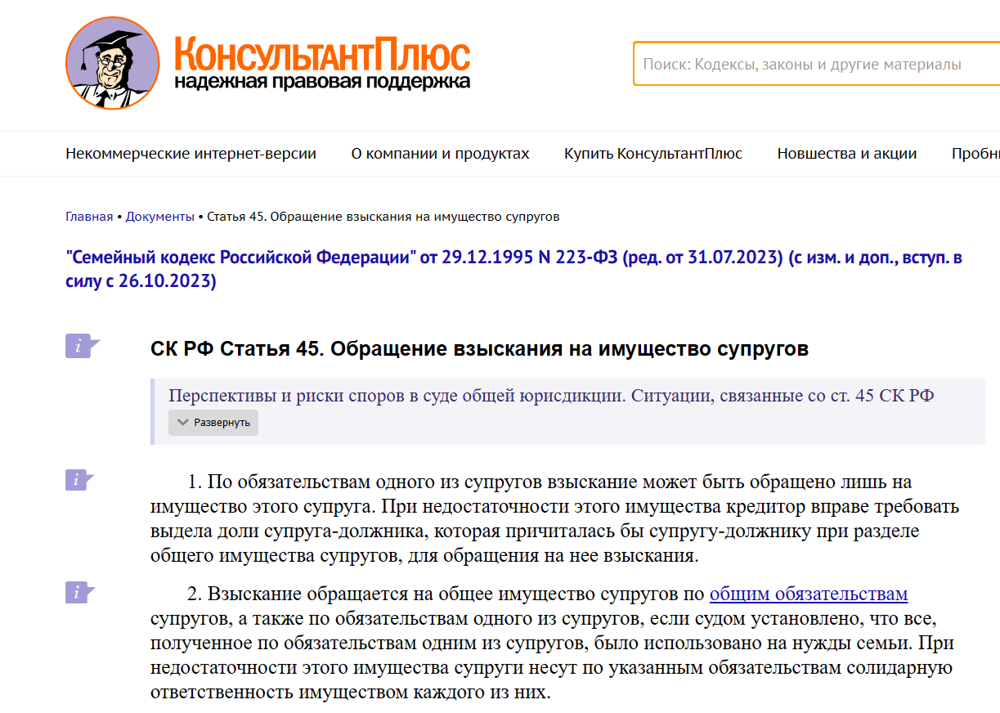 КонсультантПлюс
надежная правовая поддержка
Поиск: Кодексы, законы и другие материалы
Некоммерческие интернет-версии О компании и продуктах Купить КонсультантПлюс Новшества и акции Пробн
Главная • Документы • Статья 45. Обращение взыскания на имущество супругов
"Семейный кодекс Российской Федерации" от 29.12.1995 N 223-ФЗ (ред. от 31.07.2023) (с изм. и доп., вступ. в
силу с 26.10.2023)
i СК РФ Статья 45. Обращение взыскания на имущество супругов
Перспективы и риски споров в суде общей юрисдикции. Ситуации, связанные со ст. 45 СК РФ
Развернуть
i 1. По обязательствам одного из супругов взыскание может быть обращено лишь на
имущество этого супруга. При недостаточности этого имущества кредитор вправе требовать
выдела доли супруга-должника, которая причиталась бы супругу-должнику при разделе
общего имущества супругов, для обращения на нее взыскания.
i 2. Взыскание обращается на общее имущество супругов по общим обязательствам
супругов, а также по обязательствам одного из супругов, если судом установлено, что все,
полученное по обязательствам одним из супругов, было использовано на нужды семьи. При
недостаточности этого имущества супруги несут по указанным обязательствам солидарную
ответственность имуществом каждого из них.